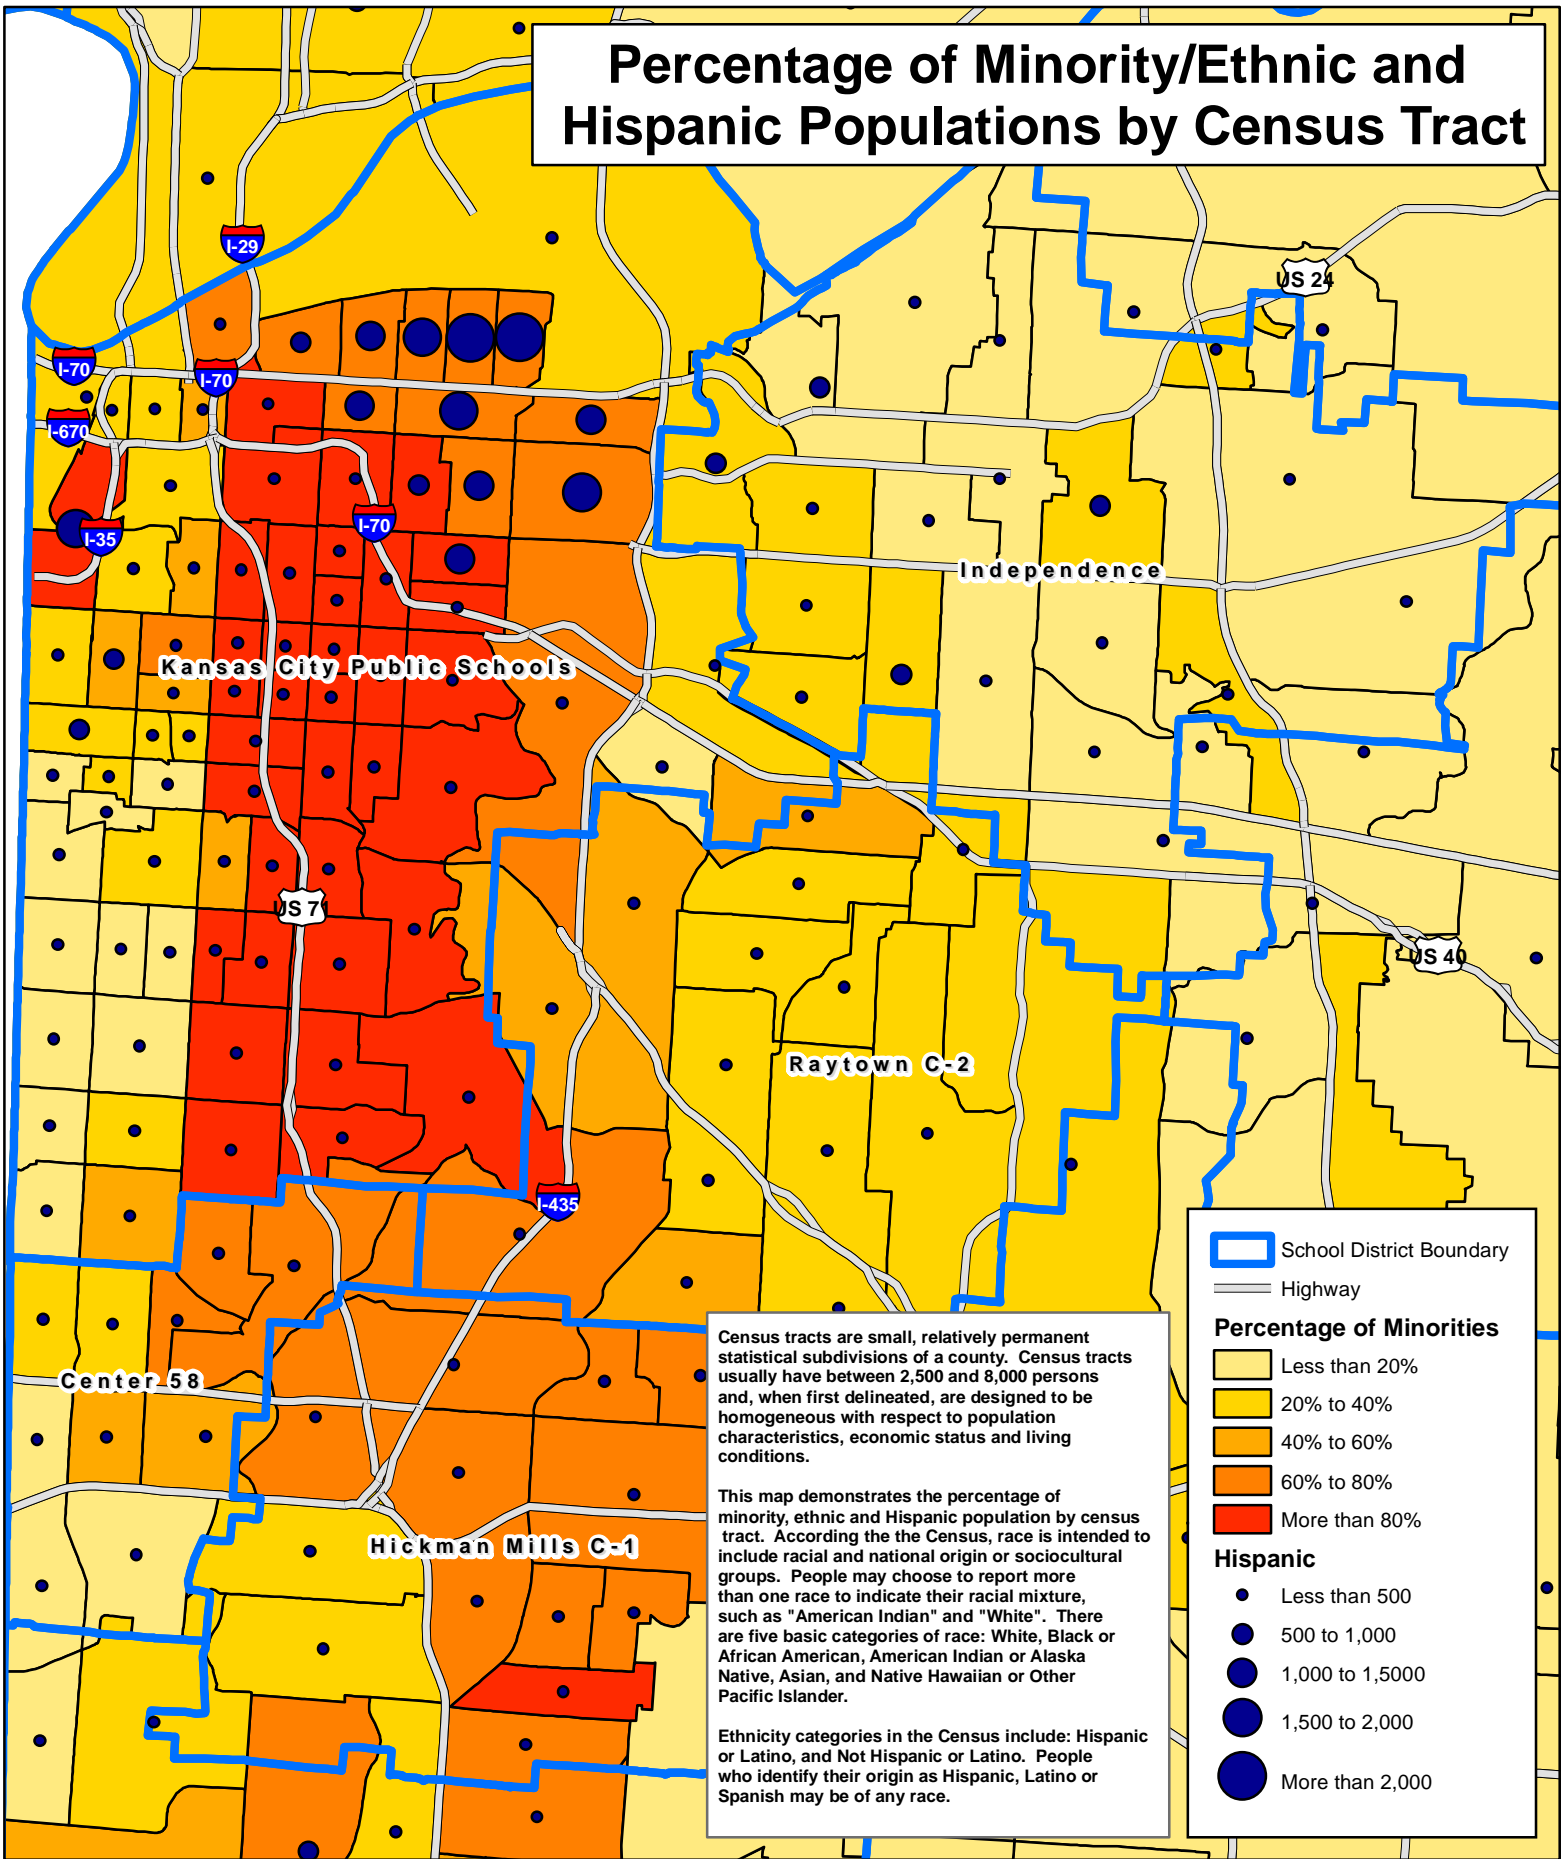 Percentage of Minority/Ethnic and
Hispanic Populations by Census Tract
I-29
US 24
I-70
I-70
I-670
I-70
I-35
Independence
Kansas City Public Schools
US 71
US 40
Raytown C-2
I-435
Center 58
Hickman Mills C-1
Census tracts are small, relatively permanent
statistical subdivisions of a county.  Census tracts
usually have between 2,500 and 8,000 persons
and, when first delineated, are designed to be
homogeneous with respect to population
characteristics, economic status and living
conditions.
This map demonstrates the percentage of
minority, ethnic and Hispanic population by census
tract.  According the the Census, race is intended to
include racial and national origin or sociocultural
groups.  People may choose to report more
than one race to indicate their racial mixture,
such as "American Indian" and "White".  There
are five basic categories of race: White, Black or
African American, American Indian or Alaska
Native, Asian, and Native Hawaiian or Other
Pacific Islander.
Ethnicity categories in the Census include: Hispanic
or Latino, and Not Hispanic or Latino.  People
who identify their origin as Hispanic, Latino or
Spanish may be of any race.
School District Boundary
Highway
Percentage of Minorities
Less than 20%
20% to 40%
40% to 60%
60% to 80%
More than 80%
Hispanic
Less than 500
500 to 1,000
1,000 to 1,5000
1,500 to 2,000
More than 2,000